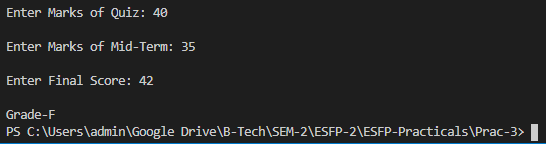 Enter Marks of Quiz: 40
Enter Marks of Mid-Term: 35
Enter Final Score: 42
Grade-F
PS C:\Users\admin\Google Drive\B-Tech\SEM-2\ESFP-2\ESFP-Practicals\Prac-3>